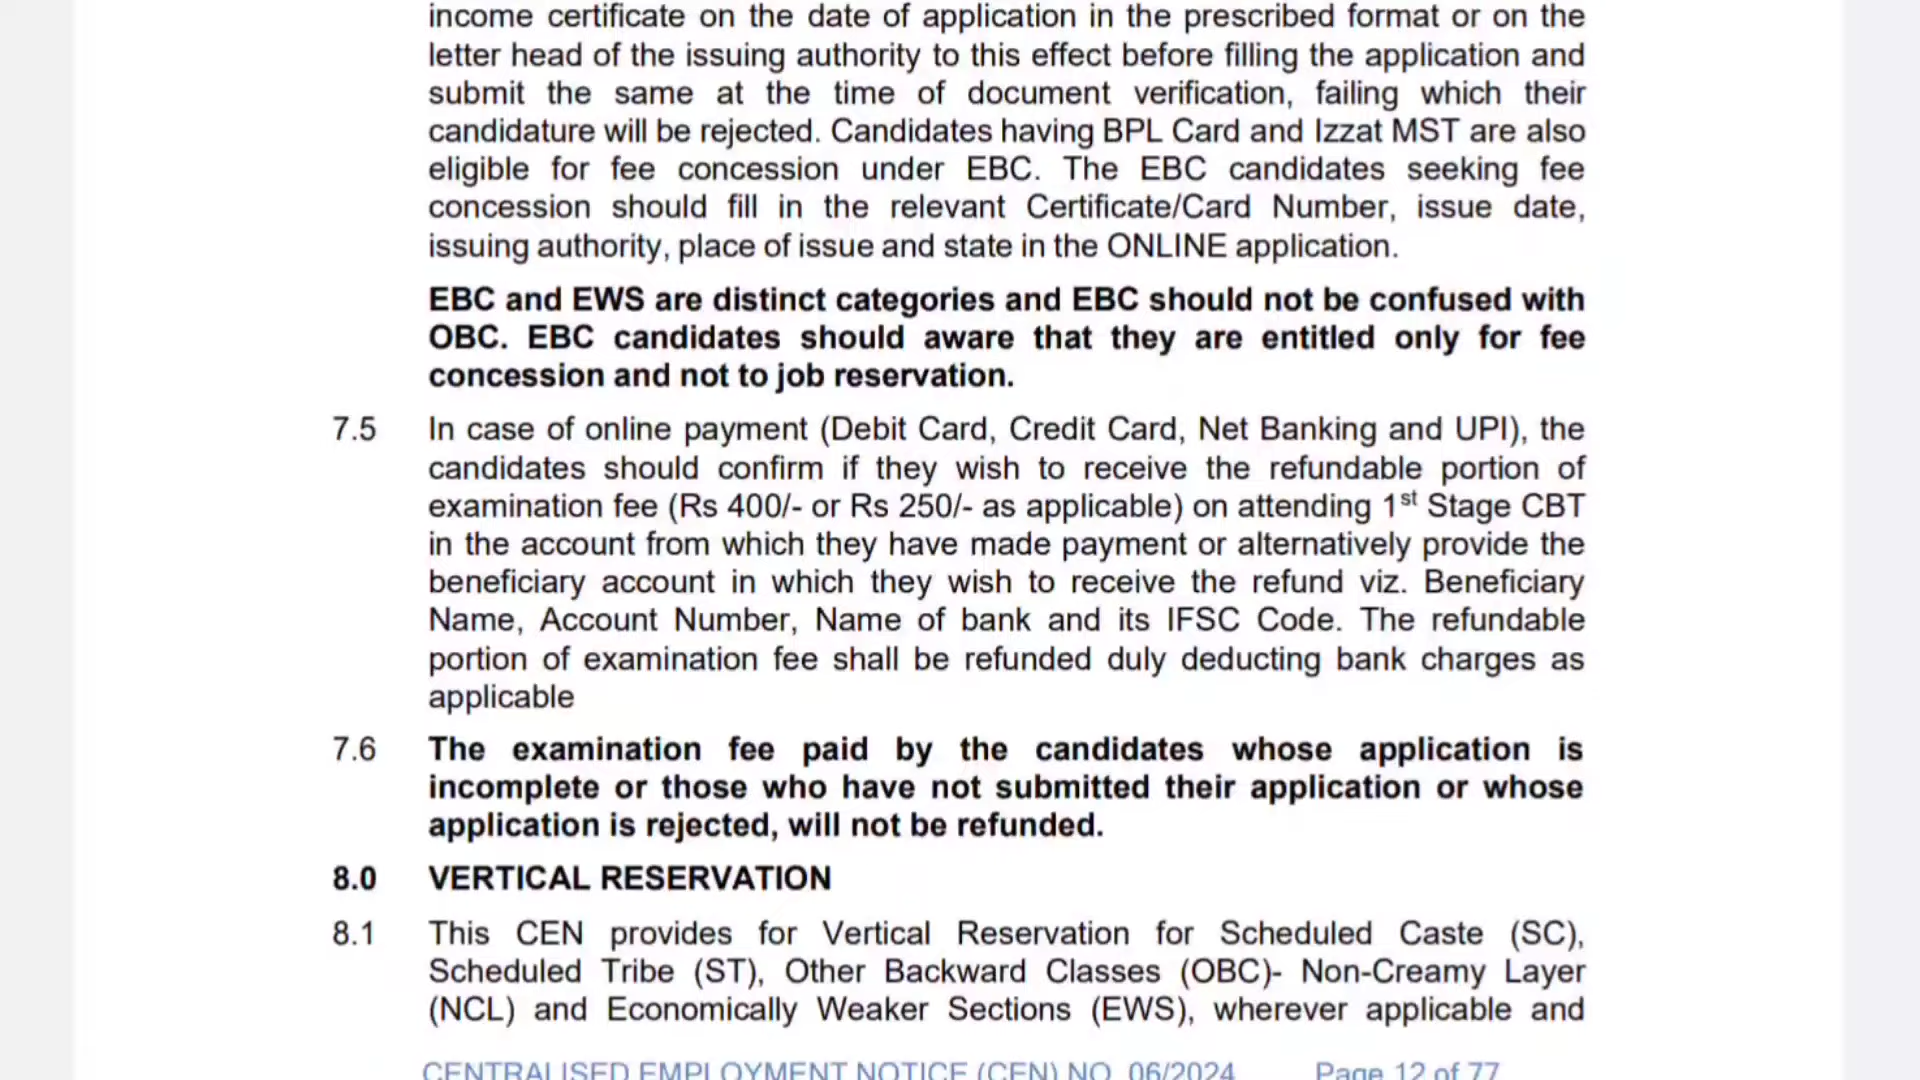 income certificate on the date of application in the prescribed format or on the
letter head of the issuing authority to this effect before filling the application and
submit the same at the time of document verification, failing which their
candidature will be rejected. Candidates having BPL Card and Izzat MST are also
eligible for fee concession under EBC. The EBC candidates seeking fee
concession should fill in the relevant Certificate/Card Number, issue date,
issuing authority, place of issue and state in the ONLINE application.
EBC and EWS are distinct categories and EBC should not be confused with
OBC. EBC candidates should aware that they are entitled only for fee
concession and not to job reservation.
7.5 In case of online payment (Debit Card, Credit Card, Net Banking and UPI), the
candidates should confirm if they wish to receive the refundable portion of
examination fee (Rs 400/- or Rs 250/- as applicable) on attending 1st Stage CBT
in the account from which they have made payment or alternatively provide the
beneficiary account in which they wish to receive the refund viz. Beneficiary
Name, Account Number, Name of bank and its IFSC Code. The refundable
portion of examination fee shall be refunded duly deducting bank charges as
applicable
7.6 The examination fee paid by the candidates whose application is
incomplete or those who have not submitted their application or whose
application is rejected, will not be refunded.
8.0 VERTICAL RESERVATION
8.1 This CEN provides for Vertical Reservation for Scheduled Caste (SC),
Scheduled Tribe (ST), Other Backward Classes (OBC)- Non-Creamy Layer
(NCL) and Economically Weaker Sections (EWS), wherever applicable and
CENTRALISED EMPLOYMENT NOTICE (CEN) NO. 06/2024 Page 12 of 77